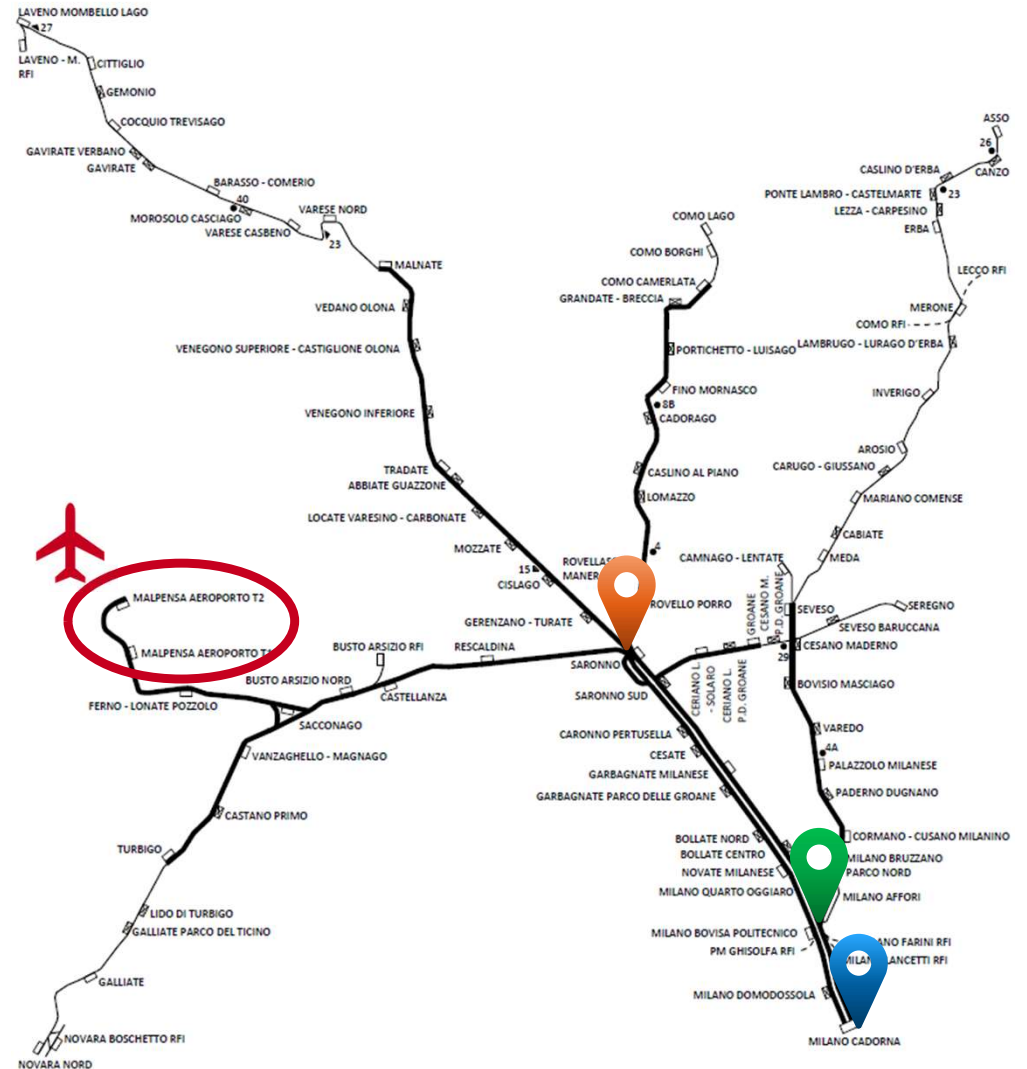 LAVENO MOMBELLO LAGO
27
LAVENO - M.
RFI
CITTIGLIO
GEMONIO
COCQUIO TREVISAGO
GAVIRATE VERBANO
GAVIRATE
BARASSO - COMERIO
40
MOROSOLO CASCIAGO
VARESE CASBENO
VARESE NORD
23
MALNATE
VEDANO OLONA
VENEGONO SUPERIORE - CASTIGLIONE OLONA
VENEGONO INFERIORE
TRADATE
ABBIATE GUAZZONE
LOCATE VARESINO - CARBONATE
MOZZATE
15
CISLAGO
GERENZANO - TURATE
COMO LAGO
COMO BORGHI
COMO CAMERLATA
GRANDATE - BRECCIA
PORTICHETTO - LUISAGO
FINO MORNASCO
8B
CADORAGO
CASLINO AL PIANO
LOMAZZO
4
ROVELLO PORRO
ASSO
26
CANZO
CASLINO D'ERBA
23
PONTE LAMBRO - CASTELMARTE
LEZZA - CARPESINO
ERBA
LECCO RFI
MERONE
COMO RFI
LAMBRUGO - LURAGO D'ERBA
INVERIGO
AROSIO
CARUGO - GIUSSANO
MARIANO COMENSE
CABIATE
MEDA
CAMNAGO - LENTATE
SEVESO
SEREGNO
SEVESO BARUCCANA
GROANE
CESANO M.
P.D. GROANE
29
CESANO MADERNO
BOVISIO MASCIAGO
CERIANO L.
- SOLARO
CERIANO L.
P.D. GROANE
VAREDO
4A
PALAZZOLO MILANESE
PADERNO DUGNANO
CORMANO - CUSANO MILANINO
MILANO BRUZZANO
PARCO NORD
MILANO AFFORI
MALPENSA AEROPORTO T2
MALPENSA AEROPORTO
FERNO - LONATE POZZOLO
BUSTO ARSIZIO NORD
BUSTO ARSIZIO RFI
RESCALDINA
CASTELLANZA
SACCONAGO
VANZAGHELLO - MAGNAGO
CASTANO PRIMO
TURBIGO
LIDO DI TURBIGO
GALLIATE PARCO DEL TICINO
GALLIATE
NOVARA BOSCHETTO RFI
NOVARA NORD
SARONNO
SARONNO SUD
CARONNO PERTUSELLA
CESATE
GARBAGNATE MILANESE
GARBAGNATE PARCO DELLE GROANE
BOLLATE NORD
BOLLATE CENTRO
NOVATE MILANESE
MILANO QUARTO OGGIARO
MILANO BOVISA POLITECNICO
PM GHISOLFA RFI
FARINI RFI
LANCETTI RFI
MILANO DOMODOSSOLA
MILANO CADORNA